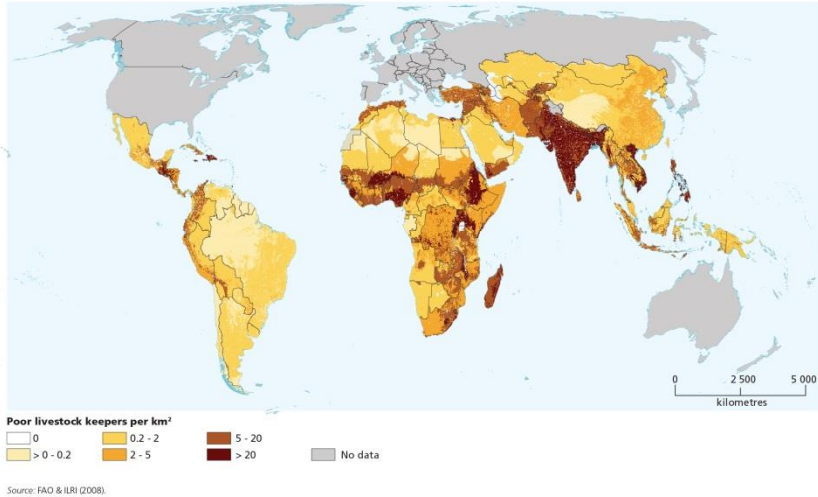 0 2 500 5 000
kilometres
Poor livestock keepers per km²
0 0.2 - 2 5 - 20
> 0 - 0.2 2 - 5 > 20 No data
Source: FAO & ILRI (2008).